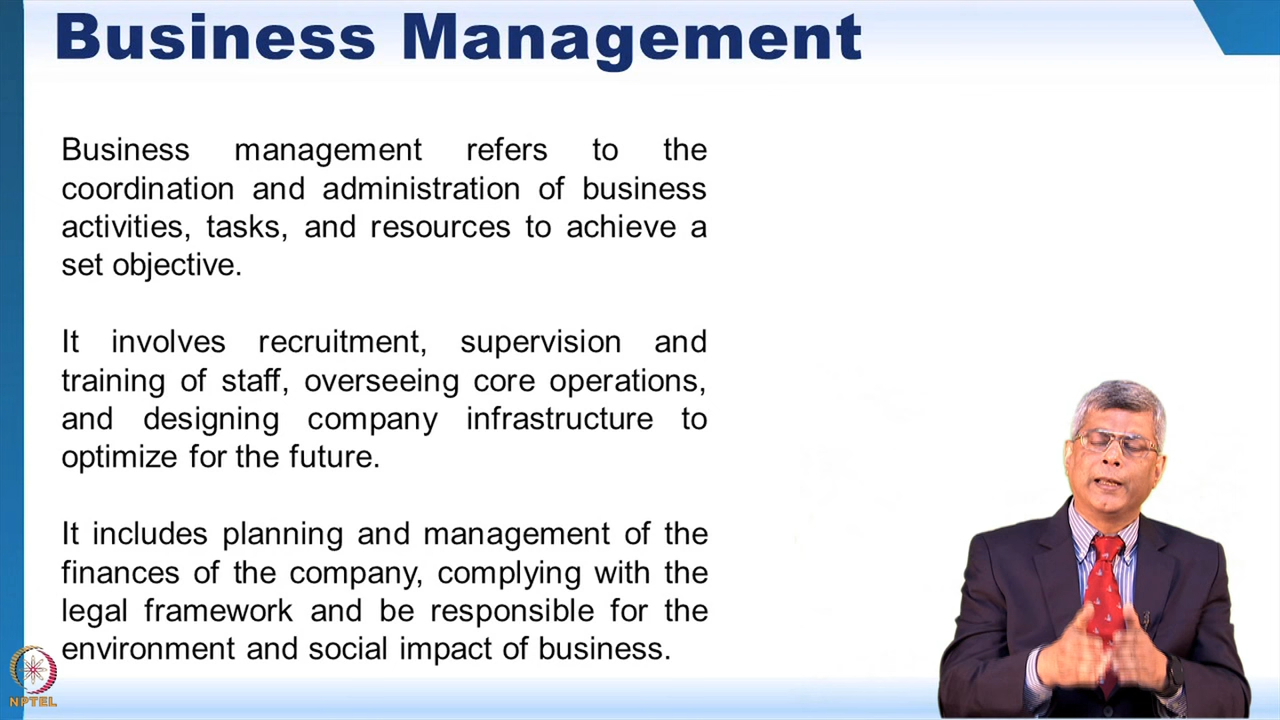 Business Management
Business management refers to the
coordination and administration of business
activities, tasks, and resources to achieve a
set objective.
It involves recruitment, supervision and
training of staff, overseeing core operations,
and designing company infrastructure to
optimize for the future.
It includes planning and management of the
finances of the company, complying with the
legal framework and be responsible for the
environment and social impact of business.
NPTEL